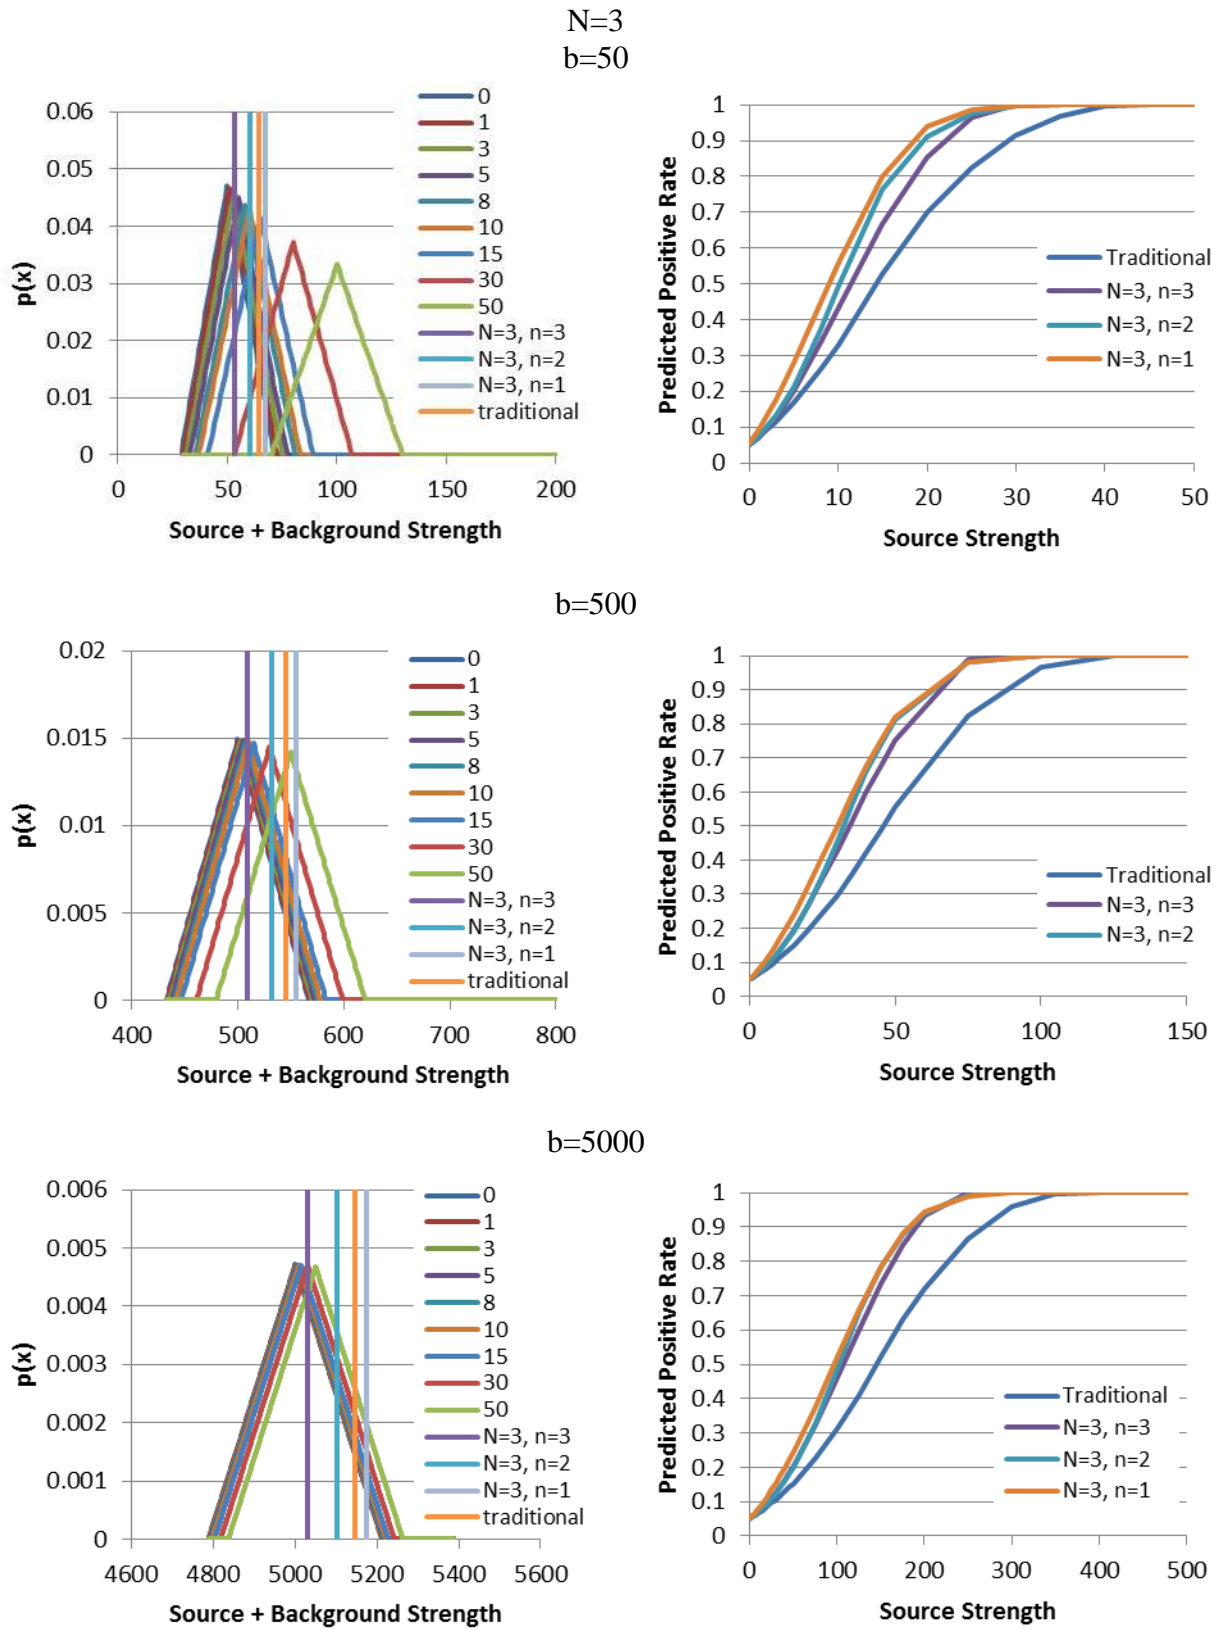 N=3
b=50
0.06
0.05
0.04
0.03
0.02
0.01
0
p(x)
0
50
100
150
200
Source + Background Strength
0
1
3
5
8
10
15
30
50
N=3, n=3
N=3, n=2
N=3, n=1
traditional
1
0.9
0.8
0.7
0.6
0.5
0.4
0.3
0.2
0.1
0
Predicted Positive Rate
0
10
20
30
40
50
Source Strength
Traditional
N=3, n=3
N=3, n=2
N=3, n=1
b=500
0.02
0.015
0.01
0.005
0
p(x)
400
500
600
700
800
Source + Background Strength
0
1
3
5
8
10
15
30
50
N=3, n=3
N=3, n=2
N=3, n=1
traditional
1
0.9
0.8
0.7
0.6
0.5
0.4
0.3
0.2
0.1
0
Predicted Positive Rate
0
50
100
150
Source Strength
Traditional
N=3, n=3
N=3, n=2
b=5000
0.006
0.005
0.004
0.003
0.002
0.001
0
p(x)
4600
4800
5000
5200
5400
5600
Source + Background Strength
0
1
3
5
8
10
15
30
50
N=3, n=3
N=3, n=2
N=3, n=1
traditional
1
0.9
0.8
0.7
0.6
0.5
0.4
0.3
0.2
0.1
0
Predicted Positive Rate
0
100
200
300
400
500
Source Strength
Traditional
N=3, n=3
N=3, n=2
N=3, n=1